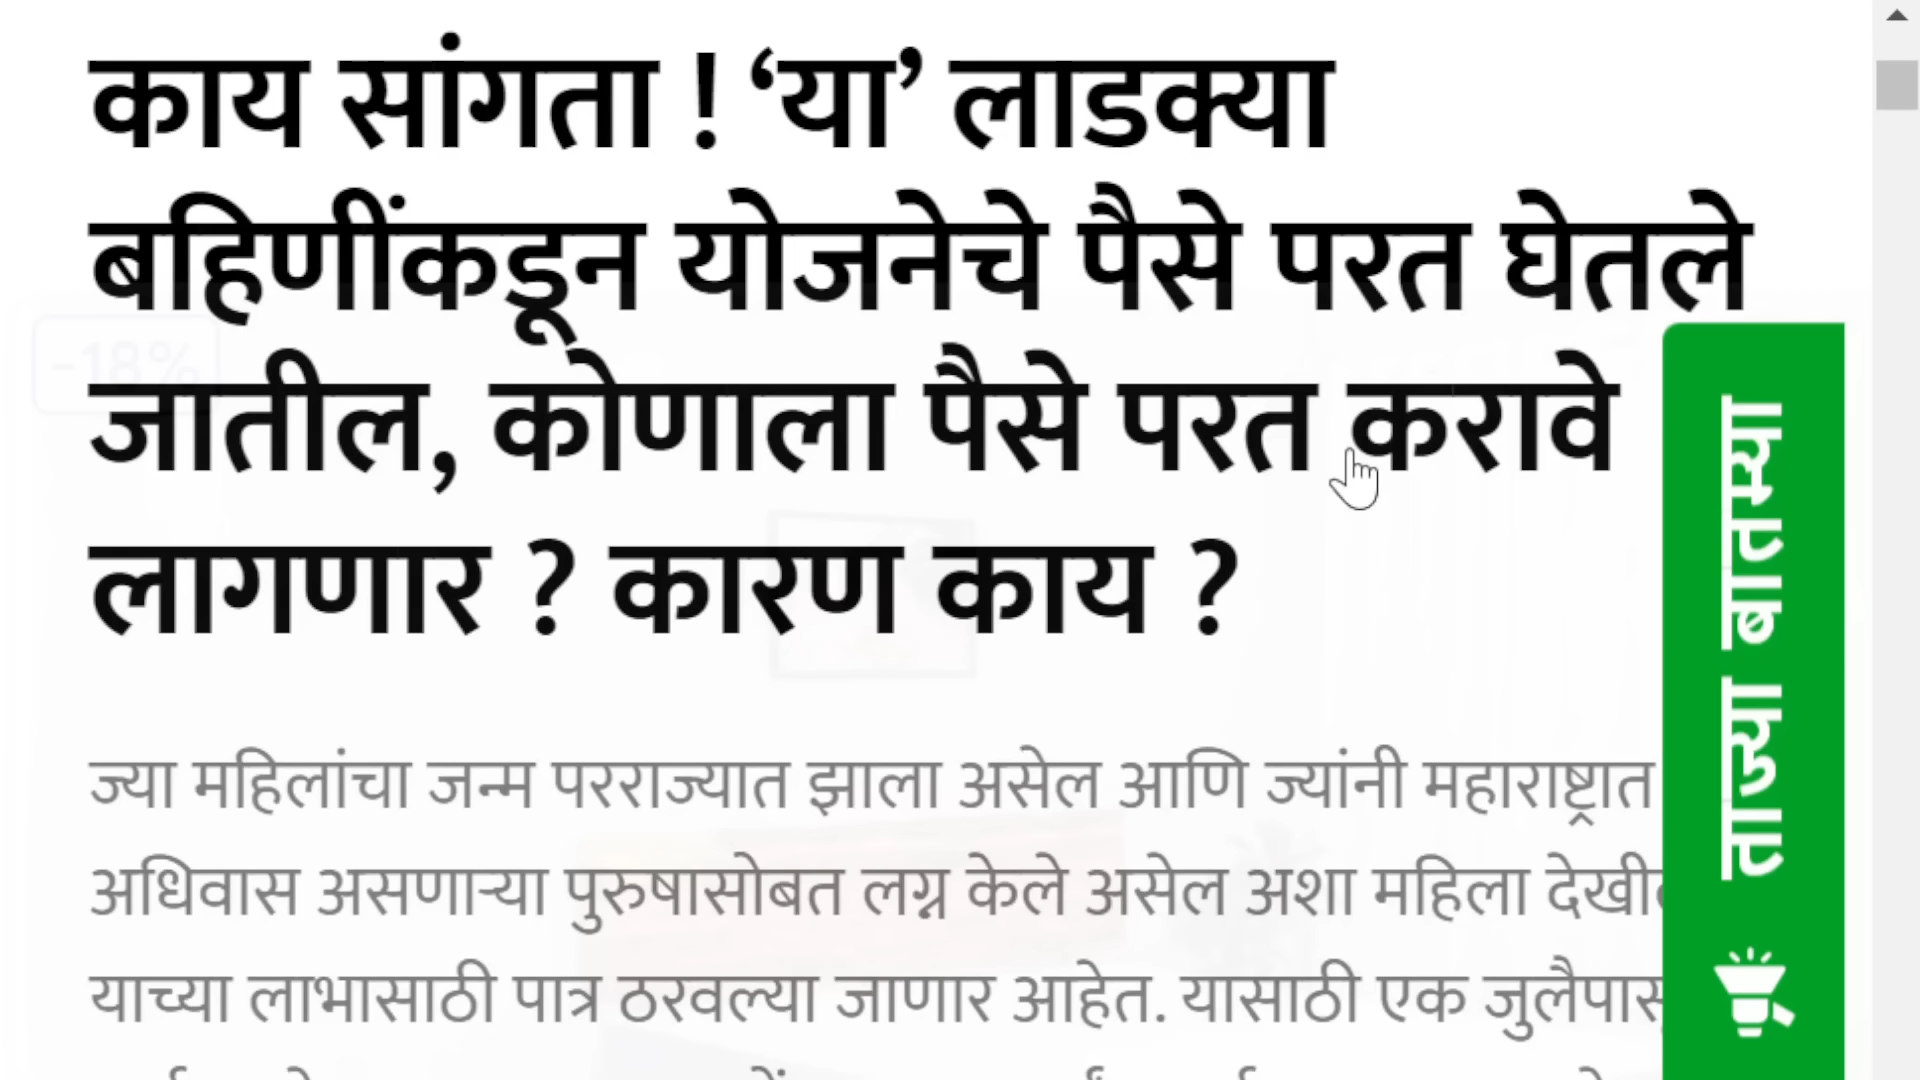 काय सांगता ! ‘या’ लाडक्या
बहिणींकडून योजनेचे पैसे परत घेतले
जातील, कोणाला पैसे परत करावे
लागणार ? कारण काय ?
-18%
ज्या महिलांचा जन्म परराज्यात झाला असेल आणि ज्यांनी महाराष्ट्रात
अधिवास असणाऱ्या पुरुषासोबत लग्न केले असेल अशा महिला
याच्या लाभासाठी पात्र ठरवल्या जाणार आहेत. यासाठी एक
ताज्या बातम्या